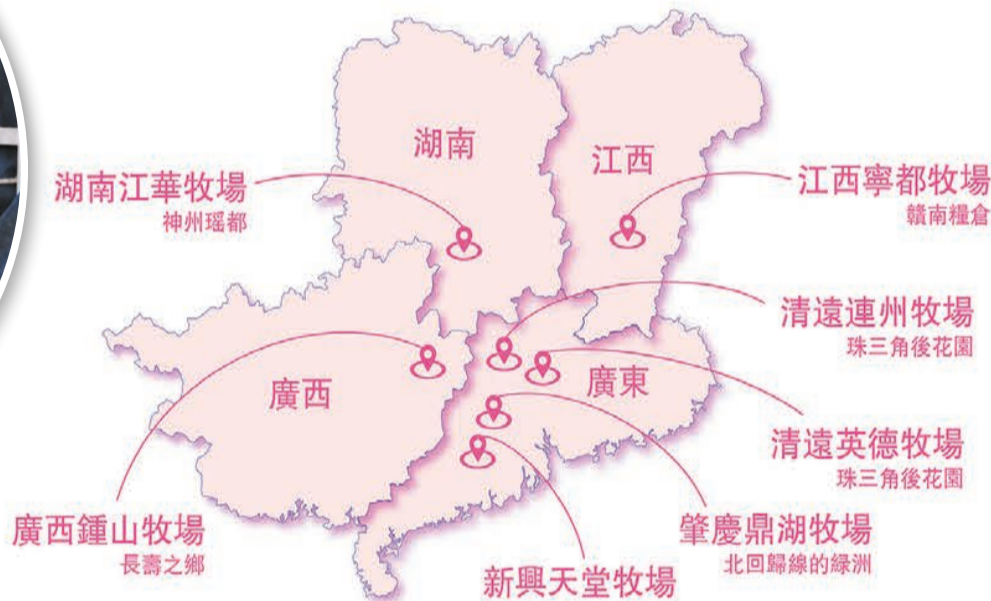 湖南
江西
湖南江華牧場
神州瑶都
江西寧都牧場
贛南糧倉
清遠連州牧場
珠三角後花園
廣西
廣東
清遠英德牧場
珠三角後花園
廣西鍾山牧場
長壽之鄉
肇慶鼎湖牧場
北回歸線的綠洲
新興天堂牧場